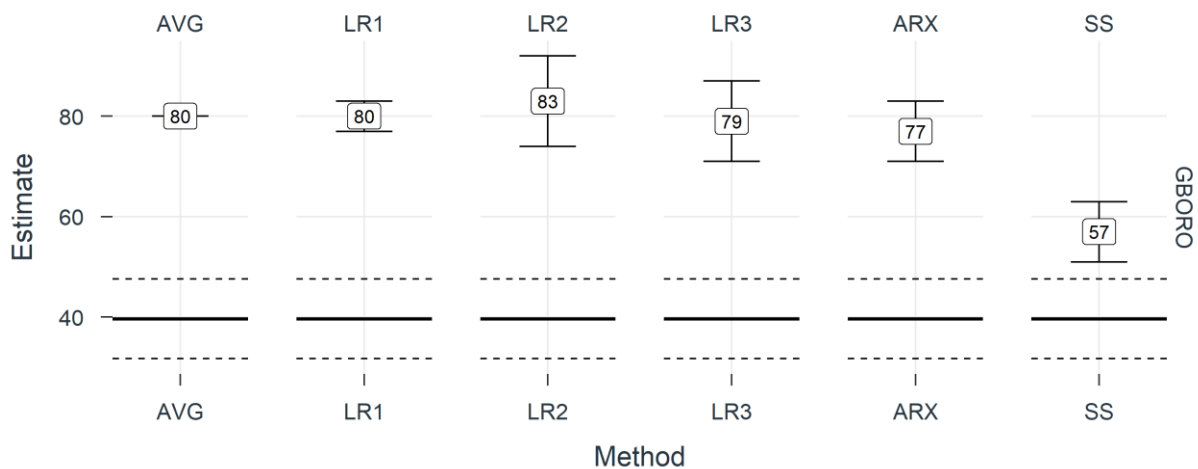 AVG LR1 LR2 LR3 ARX SS
Estimate
80
60
40
80 80 83 79 77 57
GBORO
AVG LR1 LR2 LR3 ARX SS
Method